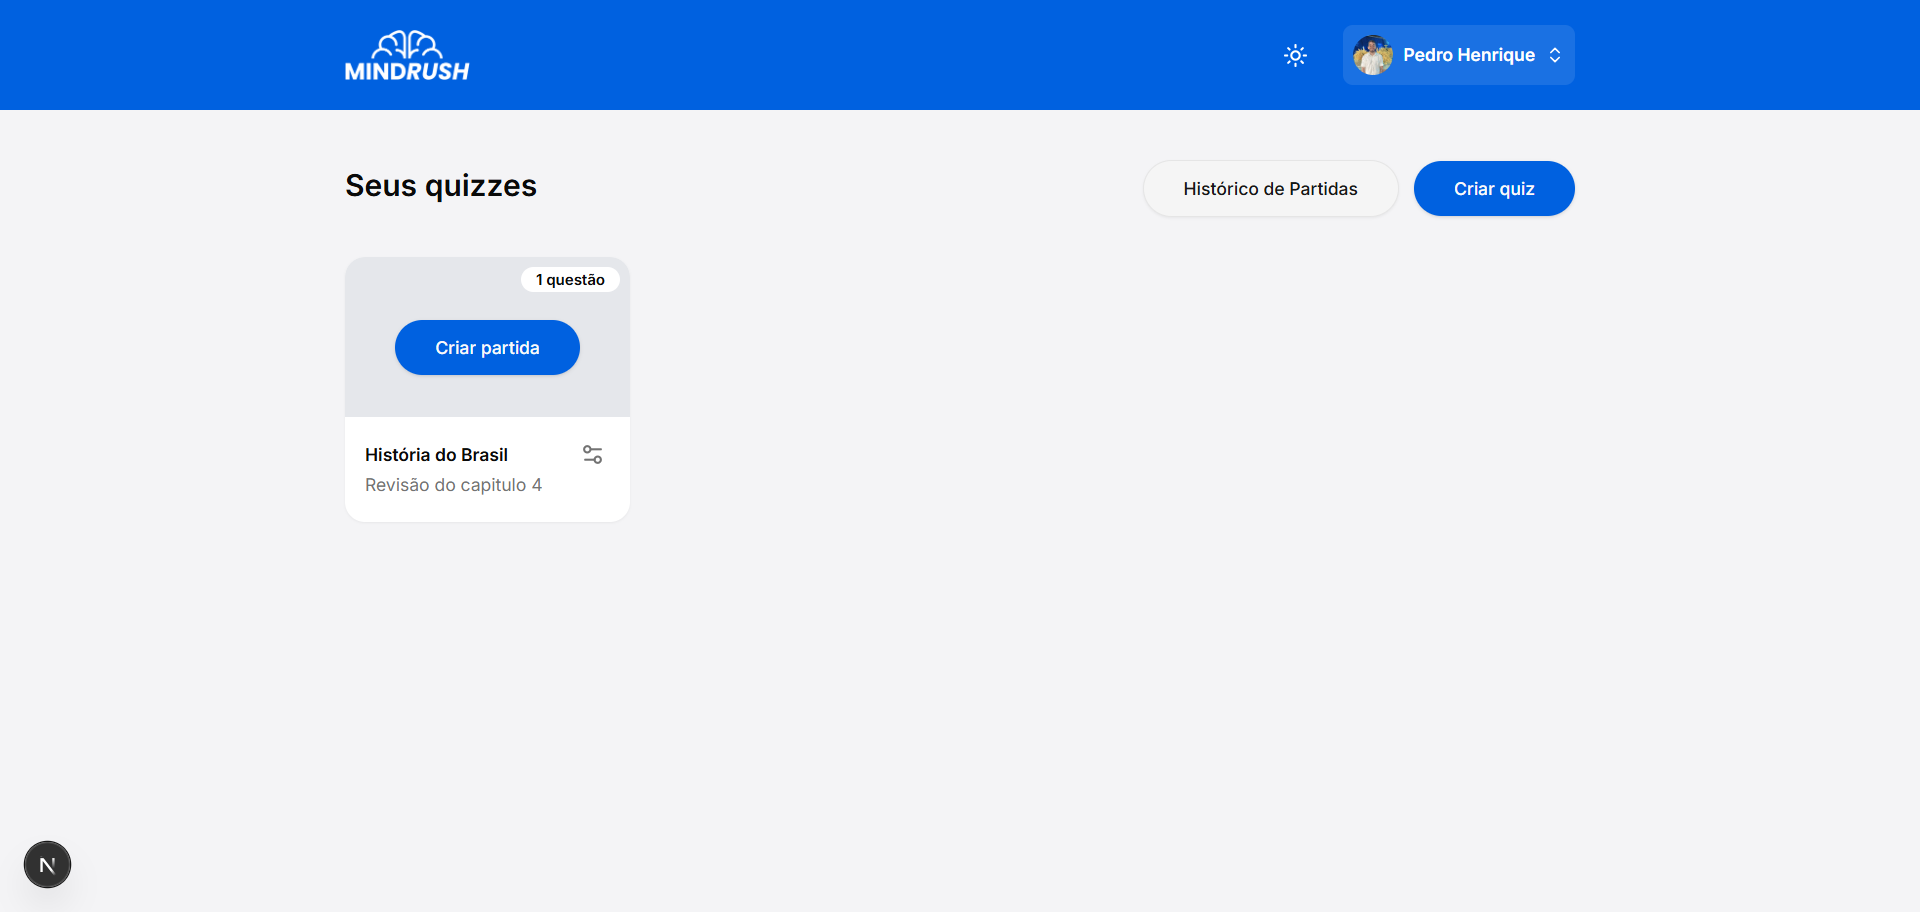 MINDRUSH
Pedro Henrique
Seus quizzes
Histórico de Partidas
Criar quiz
1 questão
Criar partida
História do Brasil
Revisão do capitulo 4
N